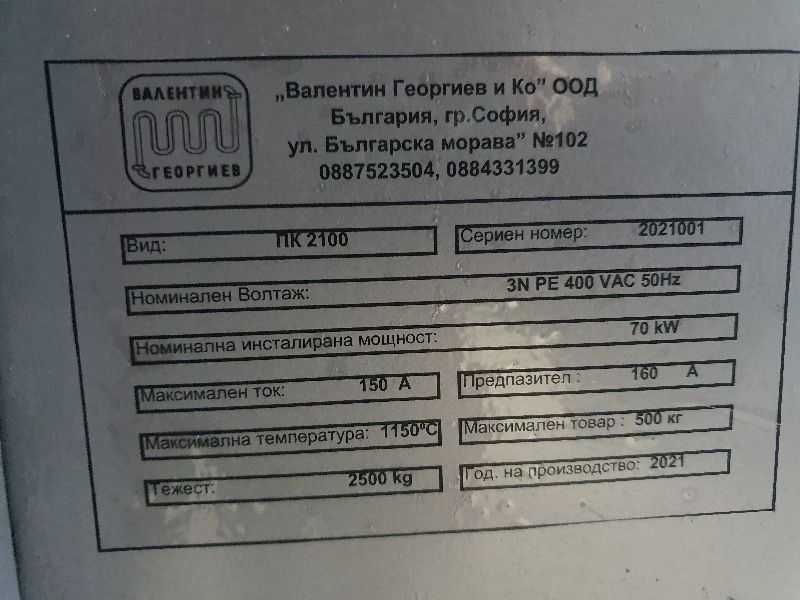 ВАЛЕНТИН
ГЕОРГИЕВ
„Валентин Георгиев и Ко” ООД
България, гр.София,
ул. Българска морава” №102
0887523504, 0884331399
Вид: ПК 2100
Сериен номер: 2021001
Номинален Волтаж: 3N PE 400 VAC 50Hz
Номинална инсталирана мощност: 70 kW
Максимален ток: 150 А
Предпазител : 160 А
Максимална температура: 1150ºС
Максимален товар : 500 кг
Тежест: 2500 kg
Год. на производство: 2021